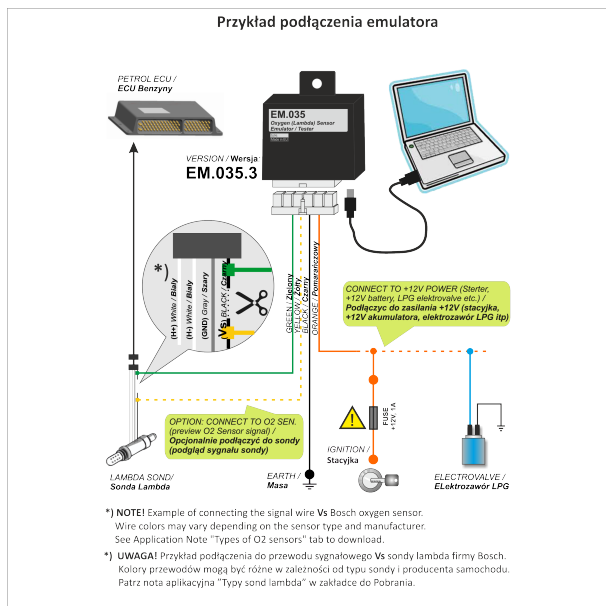 Przykład podłączenia emulatora
PETROL ECU /
ECU Benzyny
EM.035
Oxygen (Lambda) Sensor
Emulator / Tester
VERSION / Wersja:
EM.035.3
*)
(H+) White / Biały
(H-) White / Biały
(GND) Gray / Szary
(Vs) BLACK / Czarny
GREEN / Zielony
YELLOW / Żółty
BLACK / Czarny
ORANGE / Pomarańczowy
CONNECT TO +12V POWER (Starter,
+12V battery, LPG elektrovalve etc.) /
Podłączyc do zasilania +12V (stacyjka,
+12V akumulatora, elektrozawór LPG itp)
OPTION: CONNECT TO O2 SEN.
(preview O2 Sensor signal) /
Opcjonalnie podłączyć do sondy
(podgląd sygnału sondy)
FUSE
+12V, 1A
IGNITION /
Stacyjka
LAMBDA SOND/
Sonda Lambda
EARTH /
Masa
ELECTROVALVE /
ELektrozawór LPG
*) NOTE! Example of connecting the signal wire Vs Bosch oxygen sensor.
Wire colors may vary depending on the sensor type and manufacturer.
See Application Note "Types of O2 sensors" tab to download.
*) UWAGA! Przykład podłączenia do przewodu sygnałowego Vs sondy lambda firmy Bosch.
Kolory przewodów mogą być różne w zależności od typu sondy i producenta samochodu.
Patrz nota aplikacyjna "Typy sond lambda" w zakładce do Pobrania.